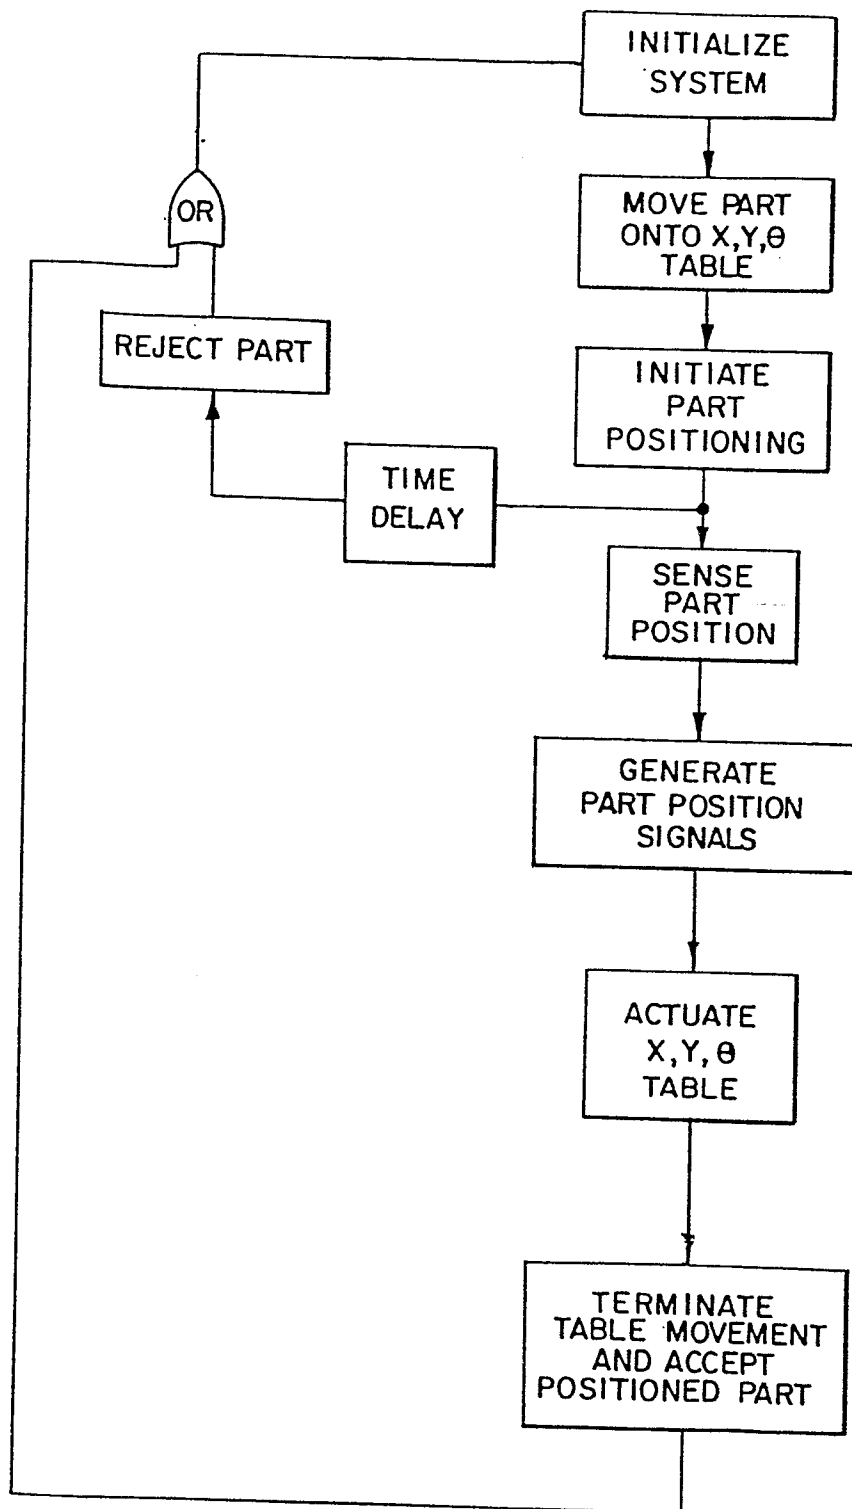 INITIALIZE
SYSTEM
OR
MOVE PART
ONTO X,Y,θ
TABLE
REJECT PART
INITIATE
PART
POSITIONING
TIME
DELAY
SENSE
PART
POSITION
GENERATE
PART POSITION
SIGNALS
ACTUATE
X,Y,θ
TABLE
TERMINATE
TABLE MOVEMENT
AND ACCEPT
POSITIONED PART